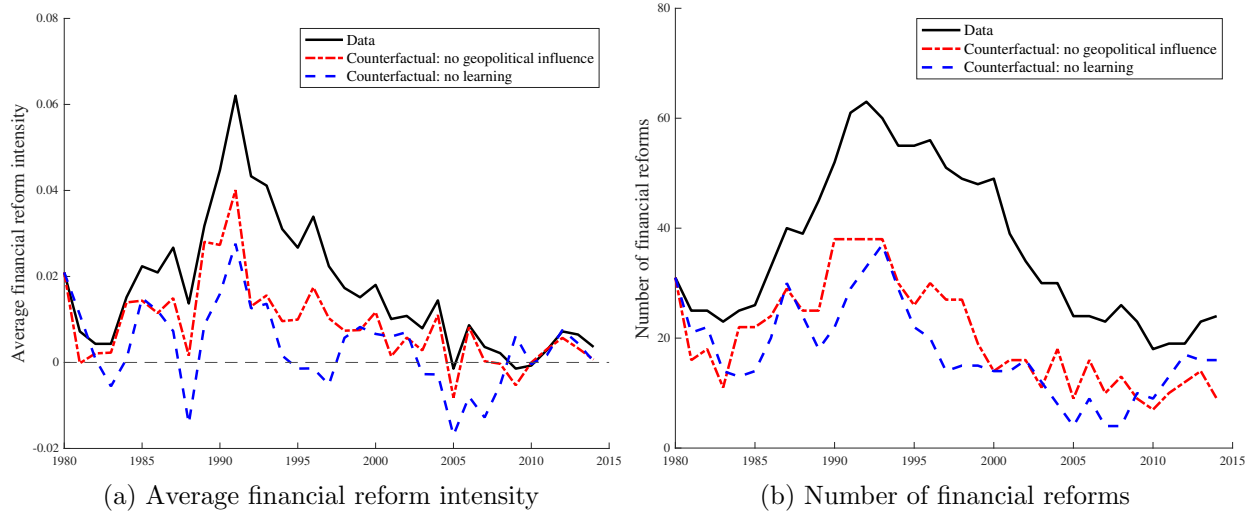 0.08
0.06
0.04
0.02
0
-0.02
Average financial reform intensity
Data
Counterfactual: no geopolitical influence
Counterfactual: no learning
1980 1985 1990 1995 2000 2005 2010 2015
(a) Average financial reform intensity
80
60
40
20
0
Number of financial reforms
Data
Counterfactual: no geopolitical influence
Counterfactual: no learning
1980 1985 1990 1995 2000 2005 2010 2015
(b) Number of financial reforms